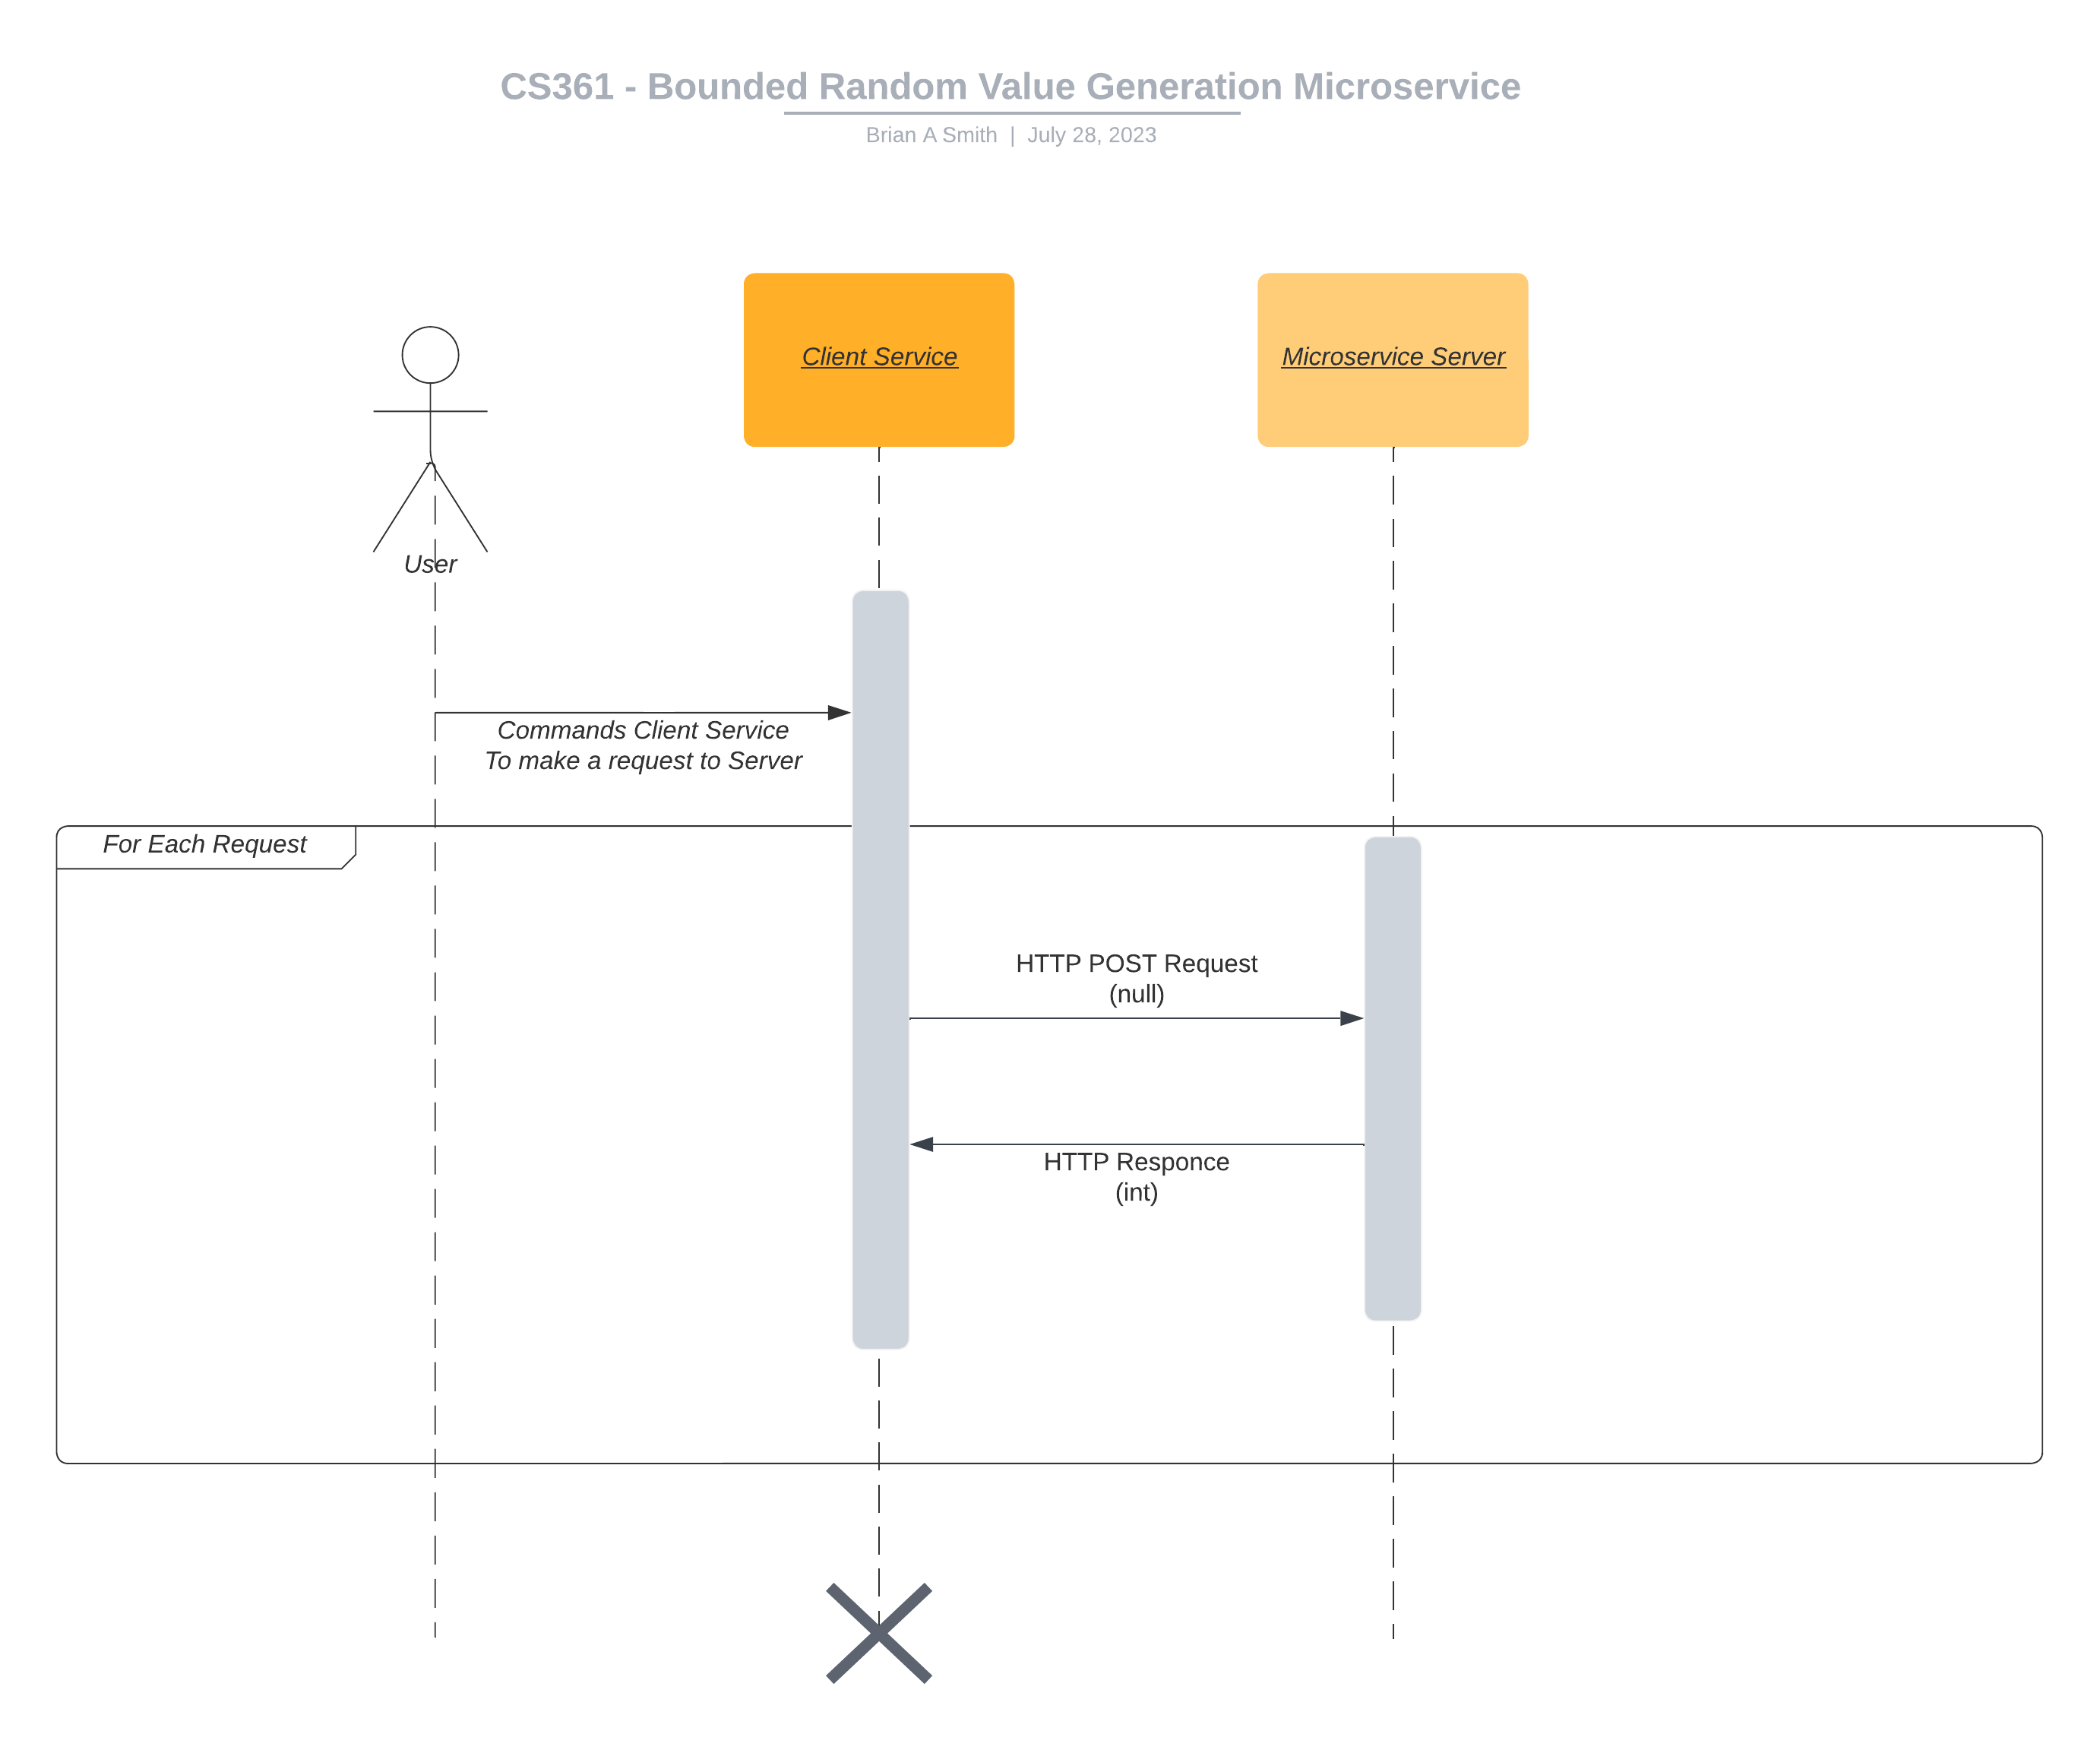 CS361 - Bounded Random Value Generation Microservice
Brian A Smith | July 28, 2023
Client Service
Microservice Server
User
Commands Client Service
To make a request to Server
For Each Request
HTTP POST Request
(null)
HTTP Responce
(int)